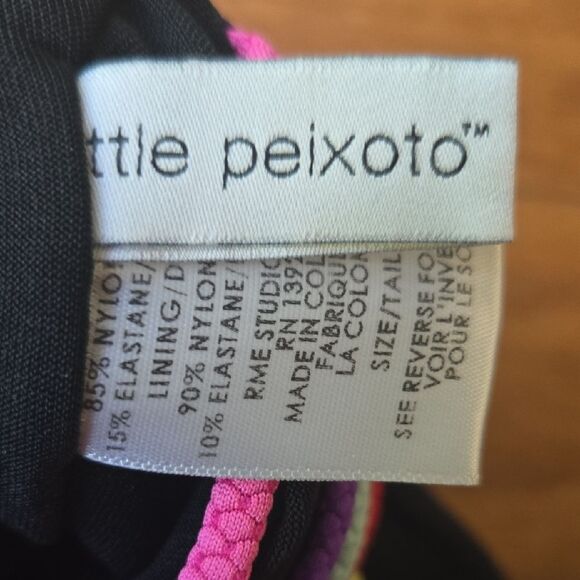 ttle peixoto™
85% NYLO
15% ELASTANE/
LINING/D
90% NYLON
10% ELASTANE/
RME STUDIO
RN 1392
MADE IN COL
FABRIQU
LA COLO
SIZE/TAIL
SEE REVERSE FO
VOIR L'INVE
POUR LE SO